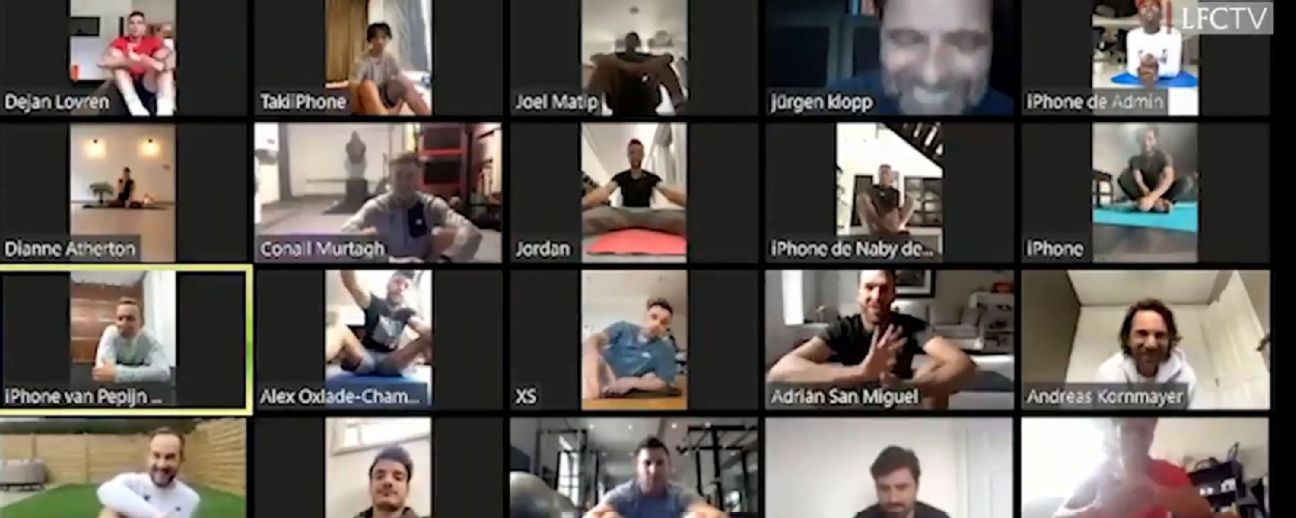 LFCTV
Dejan Lovren
TakiiPhone
Joel Matip
jürgen klopp
iPhone de Admin
Dianne Atherton
Conall Murtagh
Jordan
iPhone de Naby de...
iPhone
iPhone van Pepijn ...
Alex Oxlade-Cham...
XS
Adrián San Miguel
Andreas Kornmayer